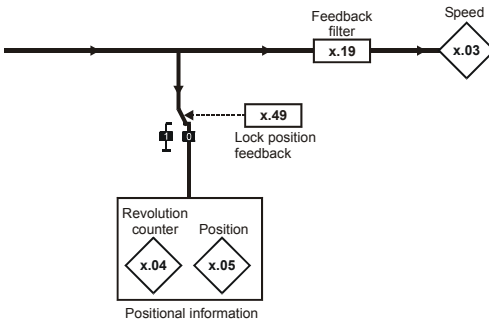 Feedback
filter
Speed
x.19
x.03
x.49
1
0
Lock position
feedback
Revolution
counter
Position
x.04
x.05
Positional information